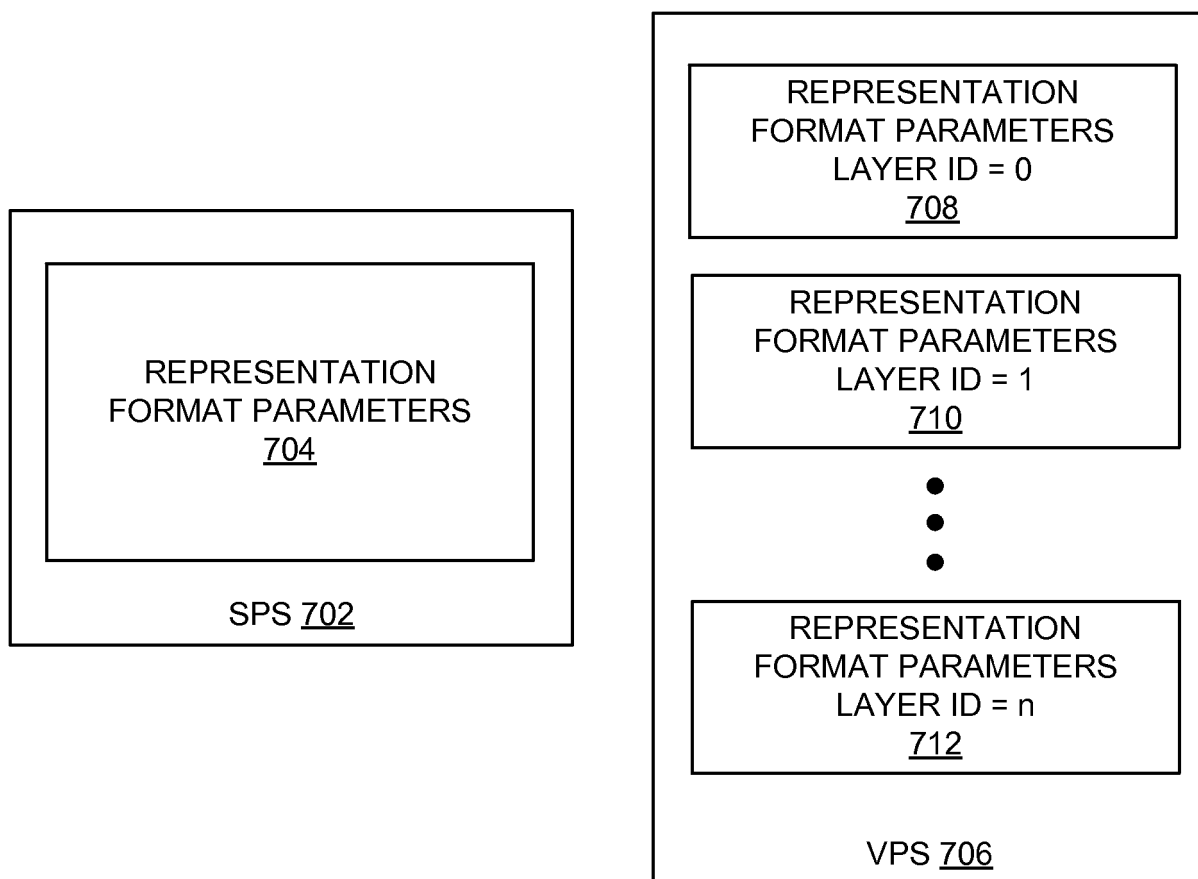 REPRESENTATION
FORMAT PARAMETERS
704
SPS 702
REPRESENTATION
FORMAT PARAMETERS
LAYER ID = 0
708
REPRESENTATION
FORMAT PARAMETERS
LAYER ID = 1
710
REPRESENTATION
FORMAT PARAMETERS
LAYER ID = n
712
VPS 706